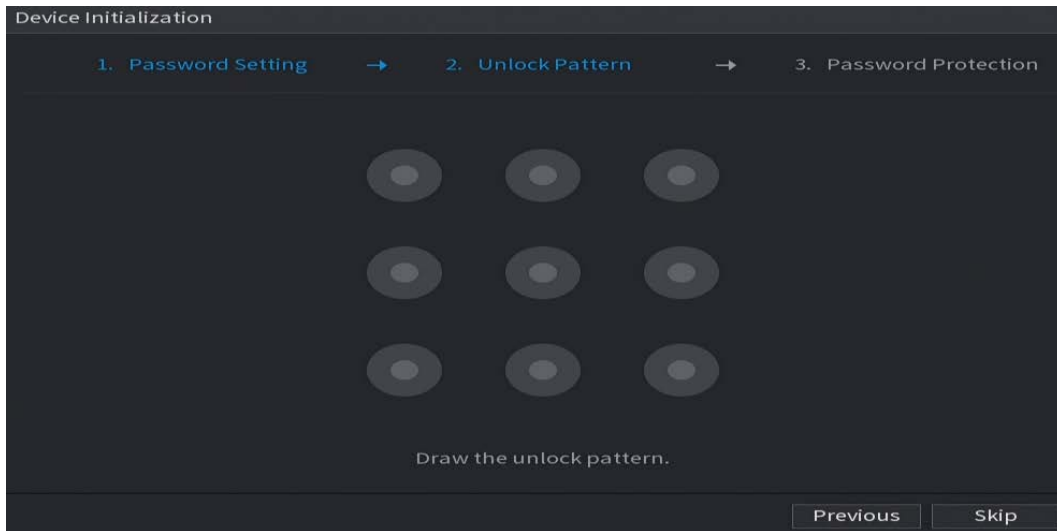 Device Initialization
1. Password Setting → 2. Unlock Pattern → 3. Password Protection
Draw the unlock pattern.
Previous Skip